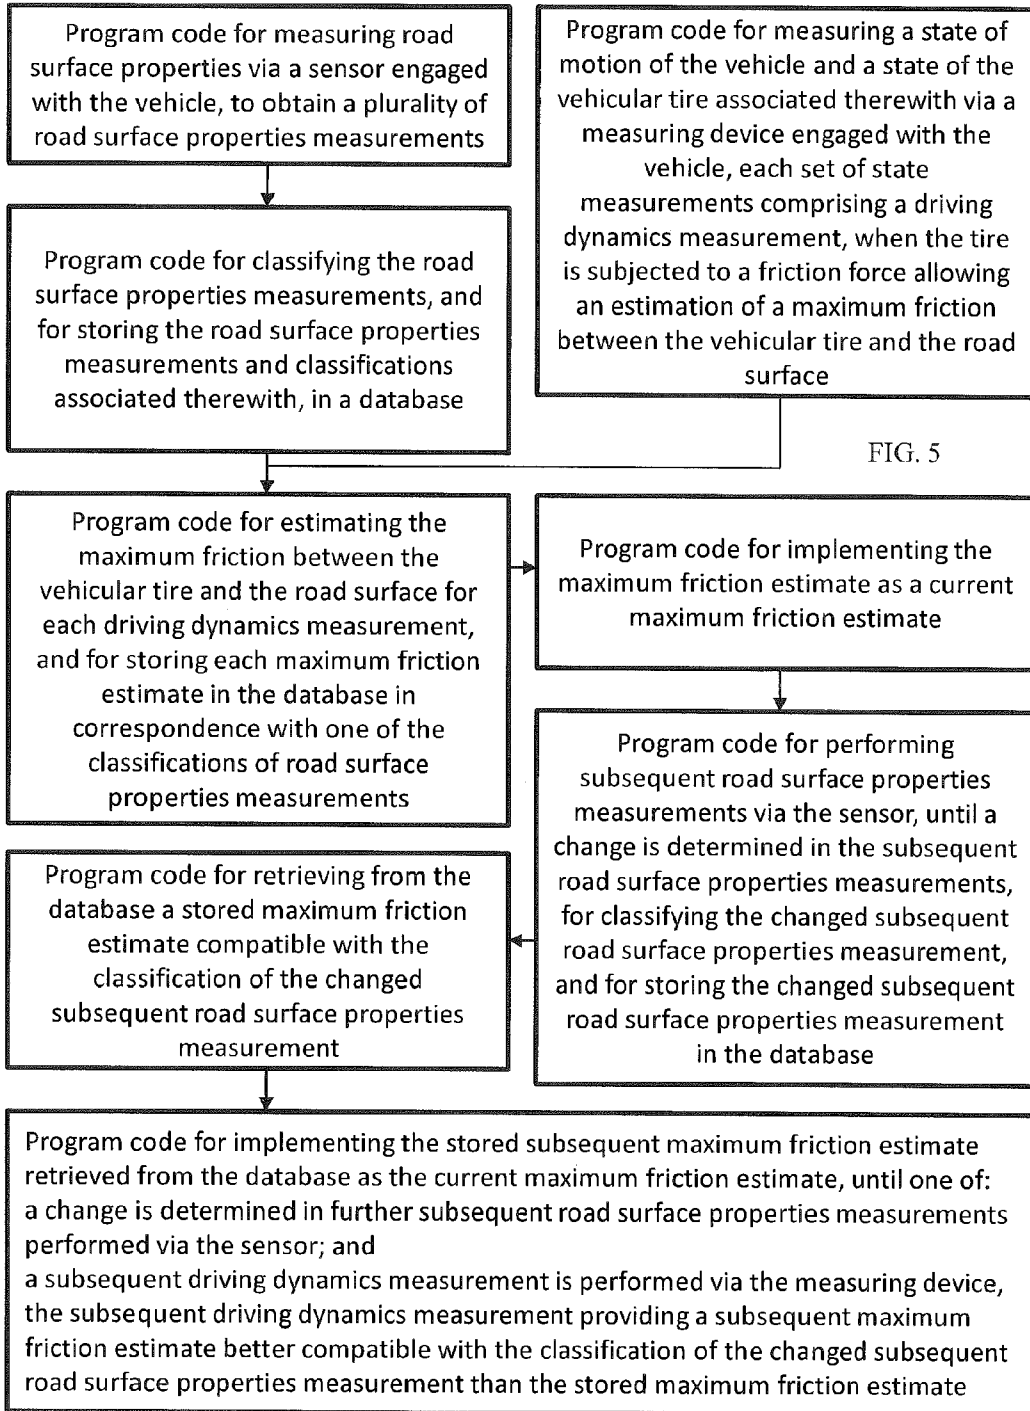 Program code for measuring road
surface properties via a sensor engaged
with the vehicle, to obtain a plurality of
road surface properties measurements
Program code for measuring a state of
motion of the vehicle and a state of the
vehicular tire associated therewith via a
measuring device engaged with the
vehicle, each set of state
measurements comprising a driving
dynamics measurement, when the tire
is subjected to a friction force allowing
an estimation of a maximum friction
between the vehicular tire and the road
surface
Program code for classifying the road
surface properties measurements, and
for storing the road surface properties
measurements and classifications
associated therewith, in a database
FIG. 5
Program code for estimating the
maximum friction between the
vehicular tire and the road surface for
each driving dynamics measurement,
and for storing each maximum friction
estimate in the database in
correspondence with one of the
classifications of road surface
properties measurements
Program code for implementing the
maximum friction estimate as a current
maximum friction estimate
Program code for performing
subsequent road surface properties
measurements via the sensor, until a
change is determined in the subsequent
road surface properties measurements,
for classifying the changed subsequent
road surface properties measurement,
and for storing the changed subsequent
road surface properties measurement
in the database
Program code for retrieving from the
database a stored maximum friction
estimate compatible with the
classification of the changed
subsequent road surface properties
measurement
Program code for implementing the stored subsequent maximum friction estimate
retrieved from the database as the current maximum friction estimate, until one of:
a change is determined in further subsequent road surface properties measurements
performed via the sensor; and
a subsequent driving dynamics measurement is performed via the measuring device,
the subsequent driving dynamics measurement providing a subsequent maximum
friction estimate better compatible with the classification of the changed subsequent
road surface properties measurement than the stored maximum friction estimate